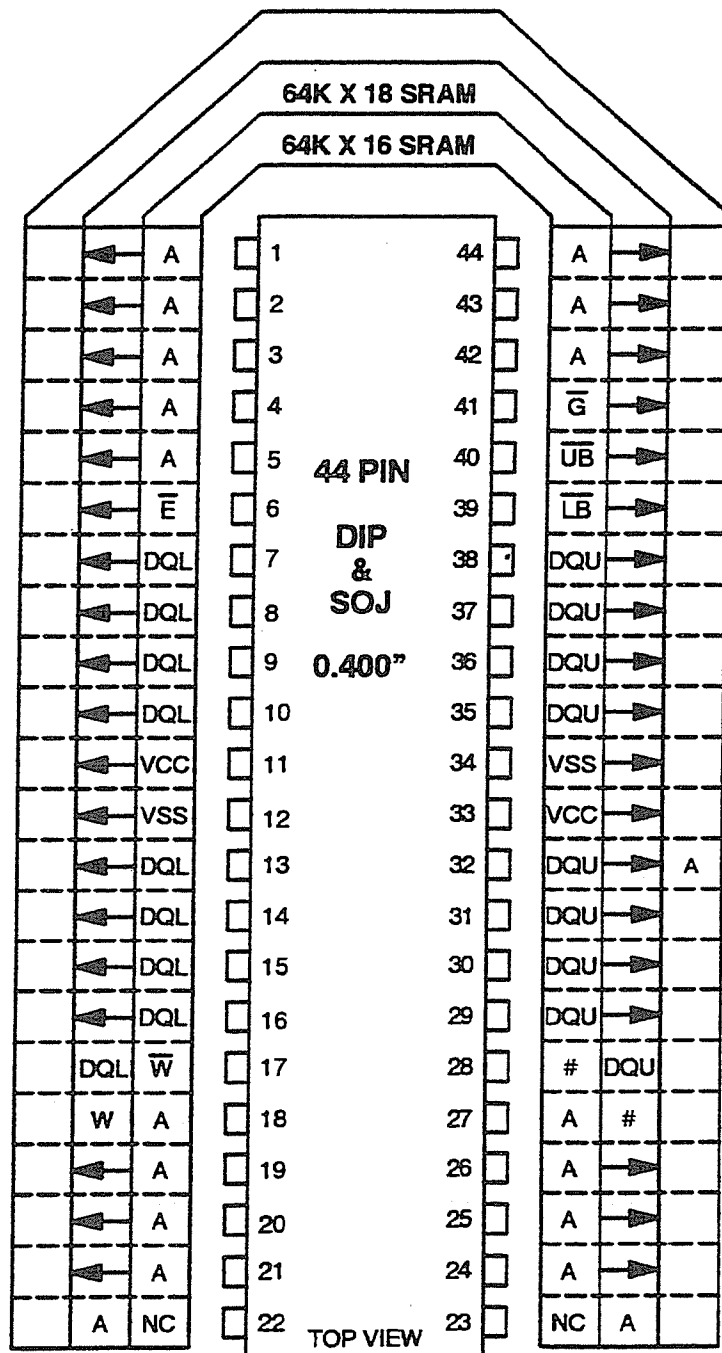 64K X 18 SRAM
64K X 16 SRAM
A 1 44 A
A 2 43 A
A 3 42 A
A 4 41 G̅
A 5 40 U̅B̅
E̅ 6 39 L̅B̅
DQL 7 38 DQU
DQL 8 37 DQU
DQL 9 36 DQU
DQL 10 35 DQU
VCC 11 34 VSS
VSS 12 33 VCC
DQL 13 32 DQU A
DQL 14 31 DQU
DQL 15 30 DQU
DQL 16 29 DQU
DQL W̅ 17 28 # DQU
W A 18 27 A #
A 19 26 A
A 20 25 A
A 21 24 A
A NC 22 23 NC A
44 PIN
DIP
&
SOJ
0.400"
TOP VIEW